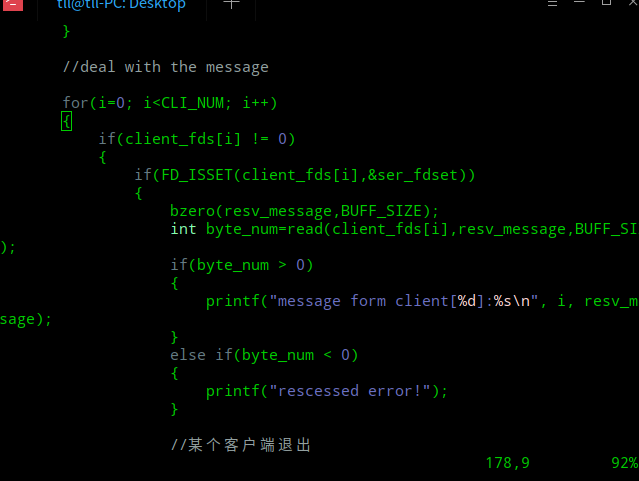 tll@tll-PC: Desktop
}
//deal with the message
for(i=0; i<CLI_NUM; i++)
{
if(client_fds[i] != 0)
{
if(FD_ISSET(client_fds[i],&ser_fdset))
{
bzero(resv_message,BUFF_SIZE);
int byte_num=read(client_fds[i],resv_message,BUFF_SI
);
if(byte_num > 0)
{
printf("message form client[%d]:%s\n", i, resv_m
sage);
}
else if(byte_num < 0)
{
printf("rescessed error!");
}
//某个客户端退出
178,9 92%